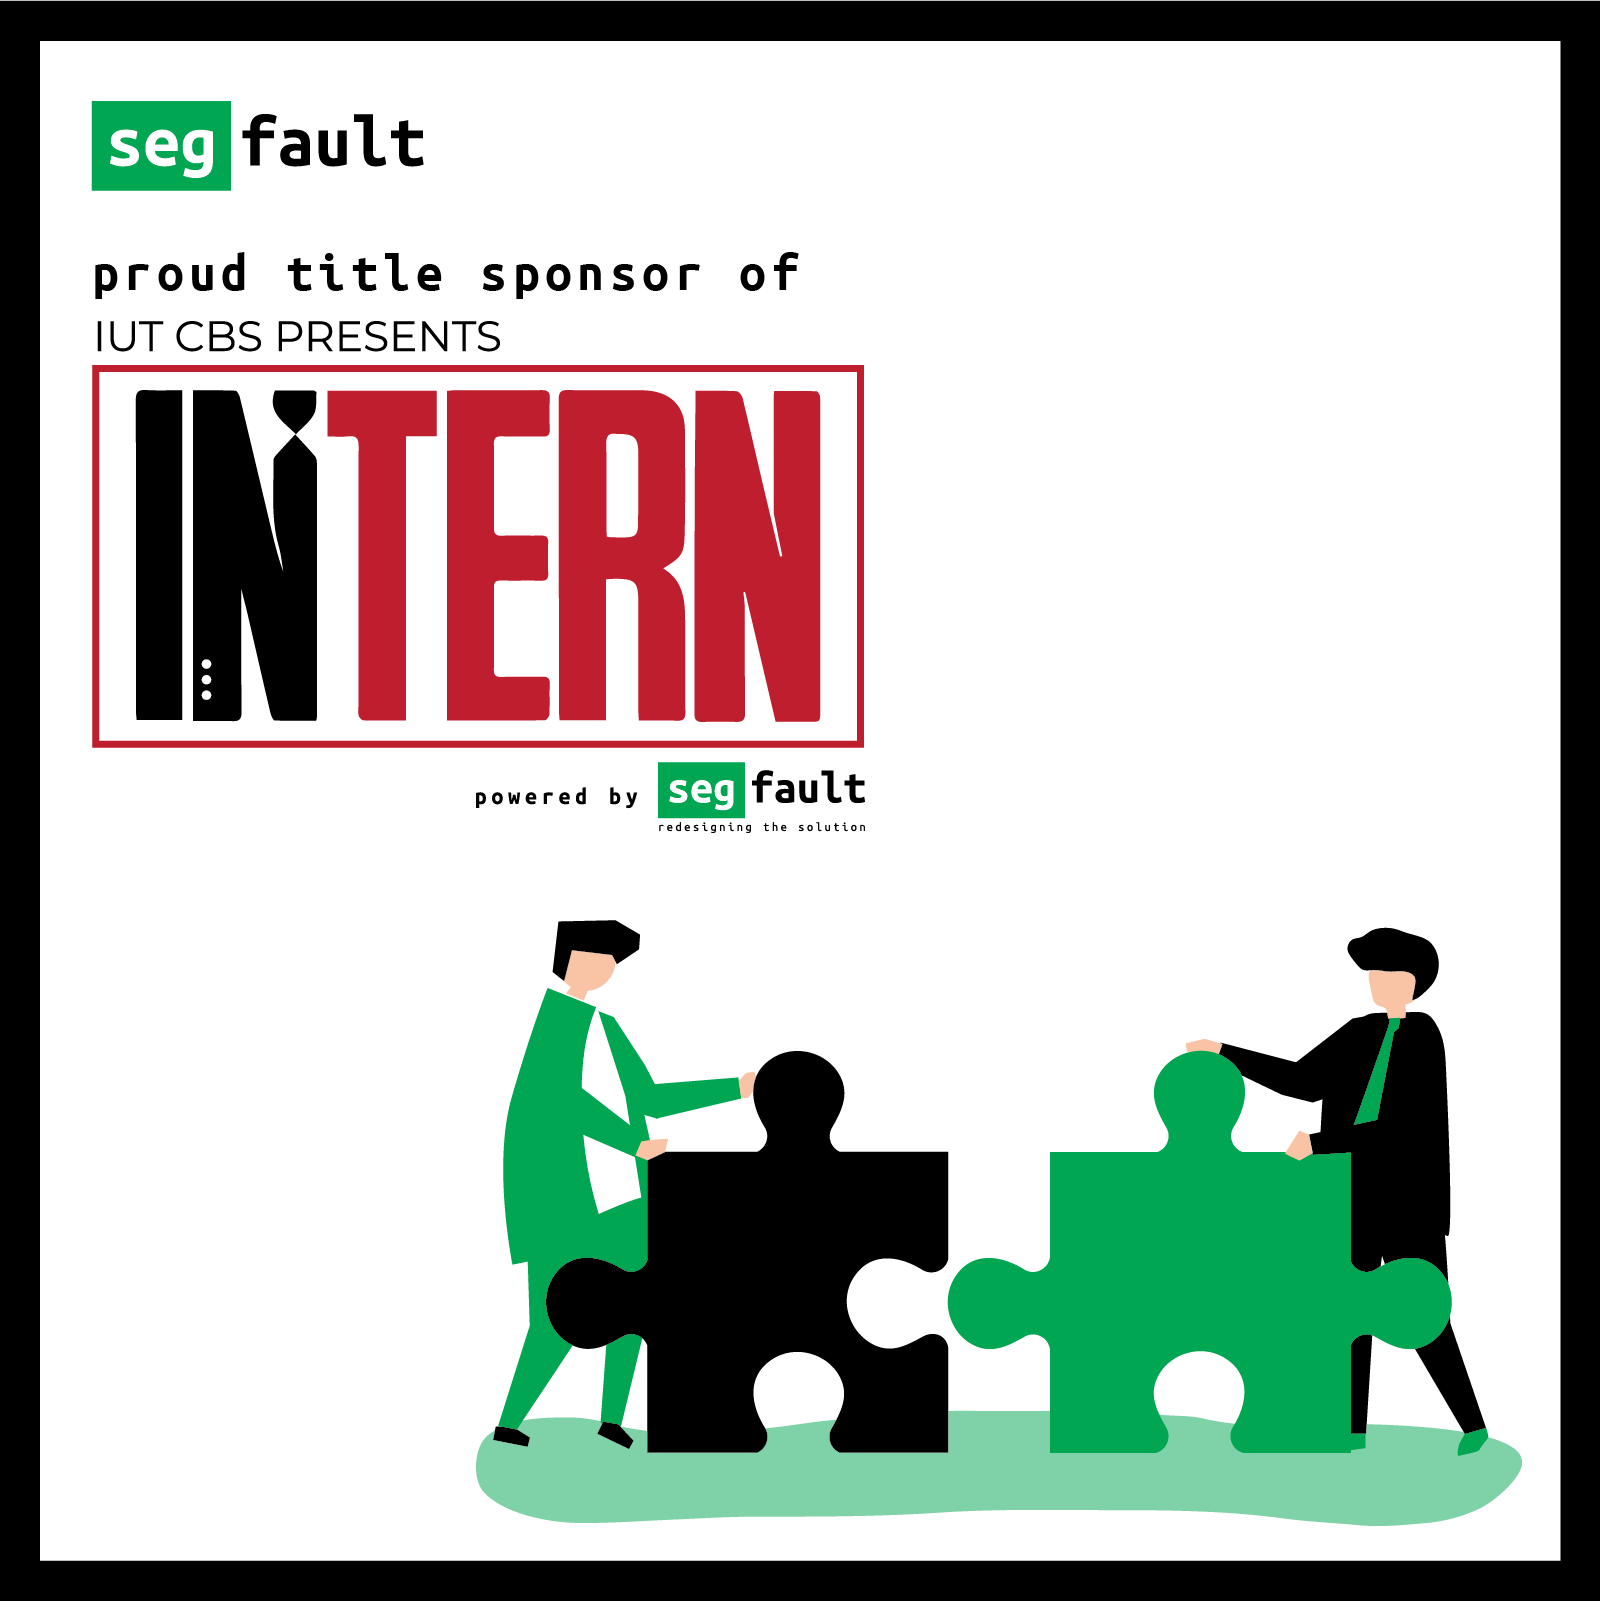 seg fault
proud title sponsor of
IUT CBS PRESENTS
INTERN
powered by seg fault
redesigning the solution